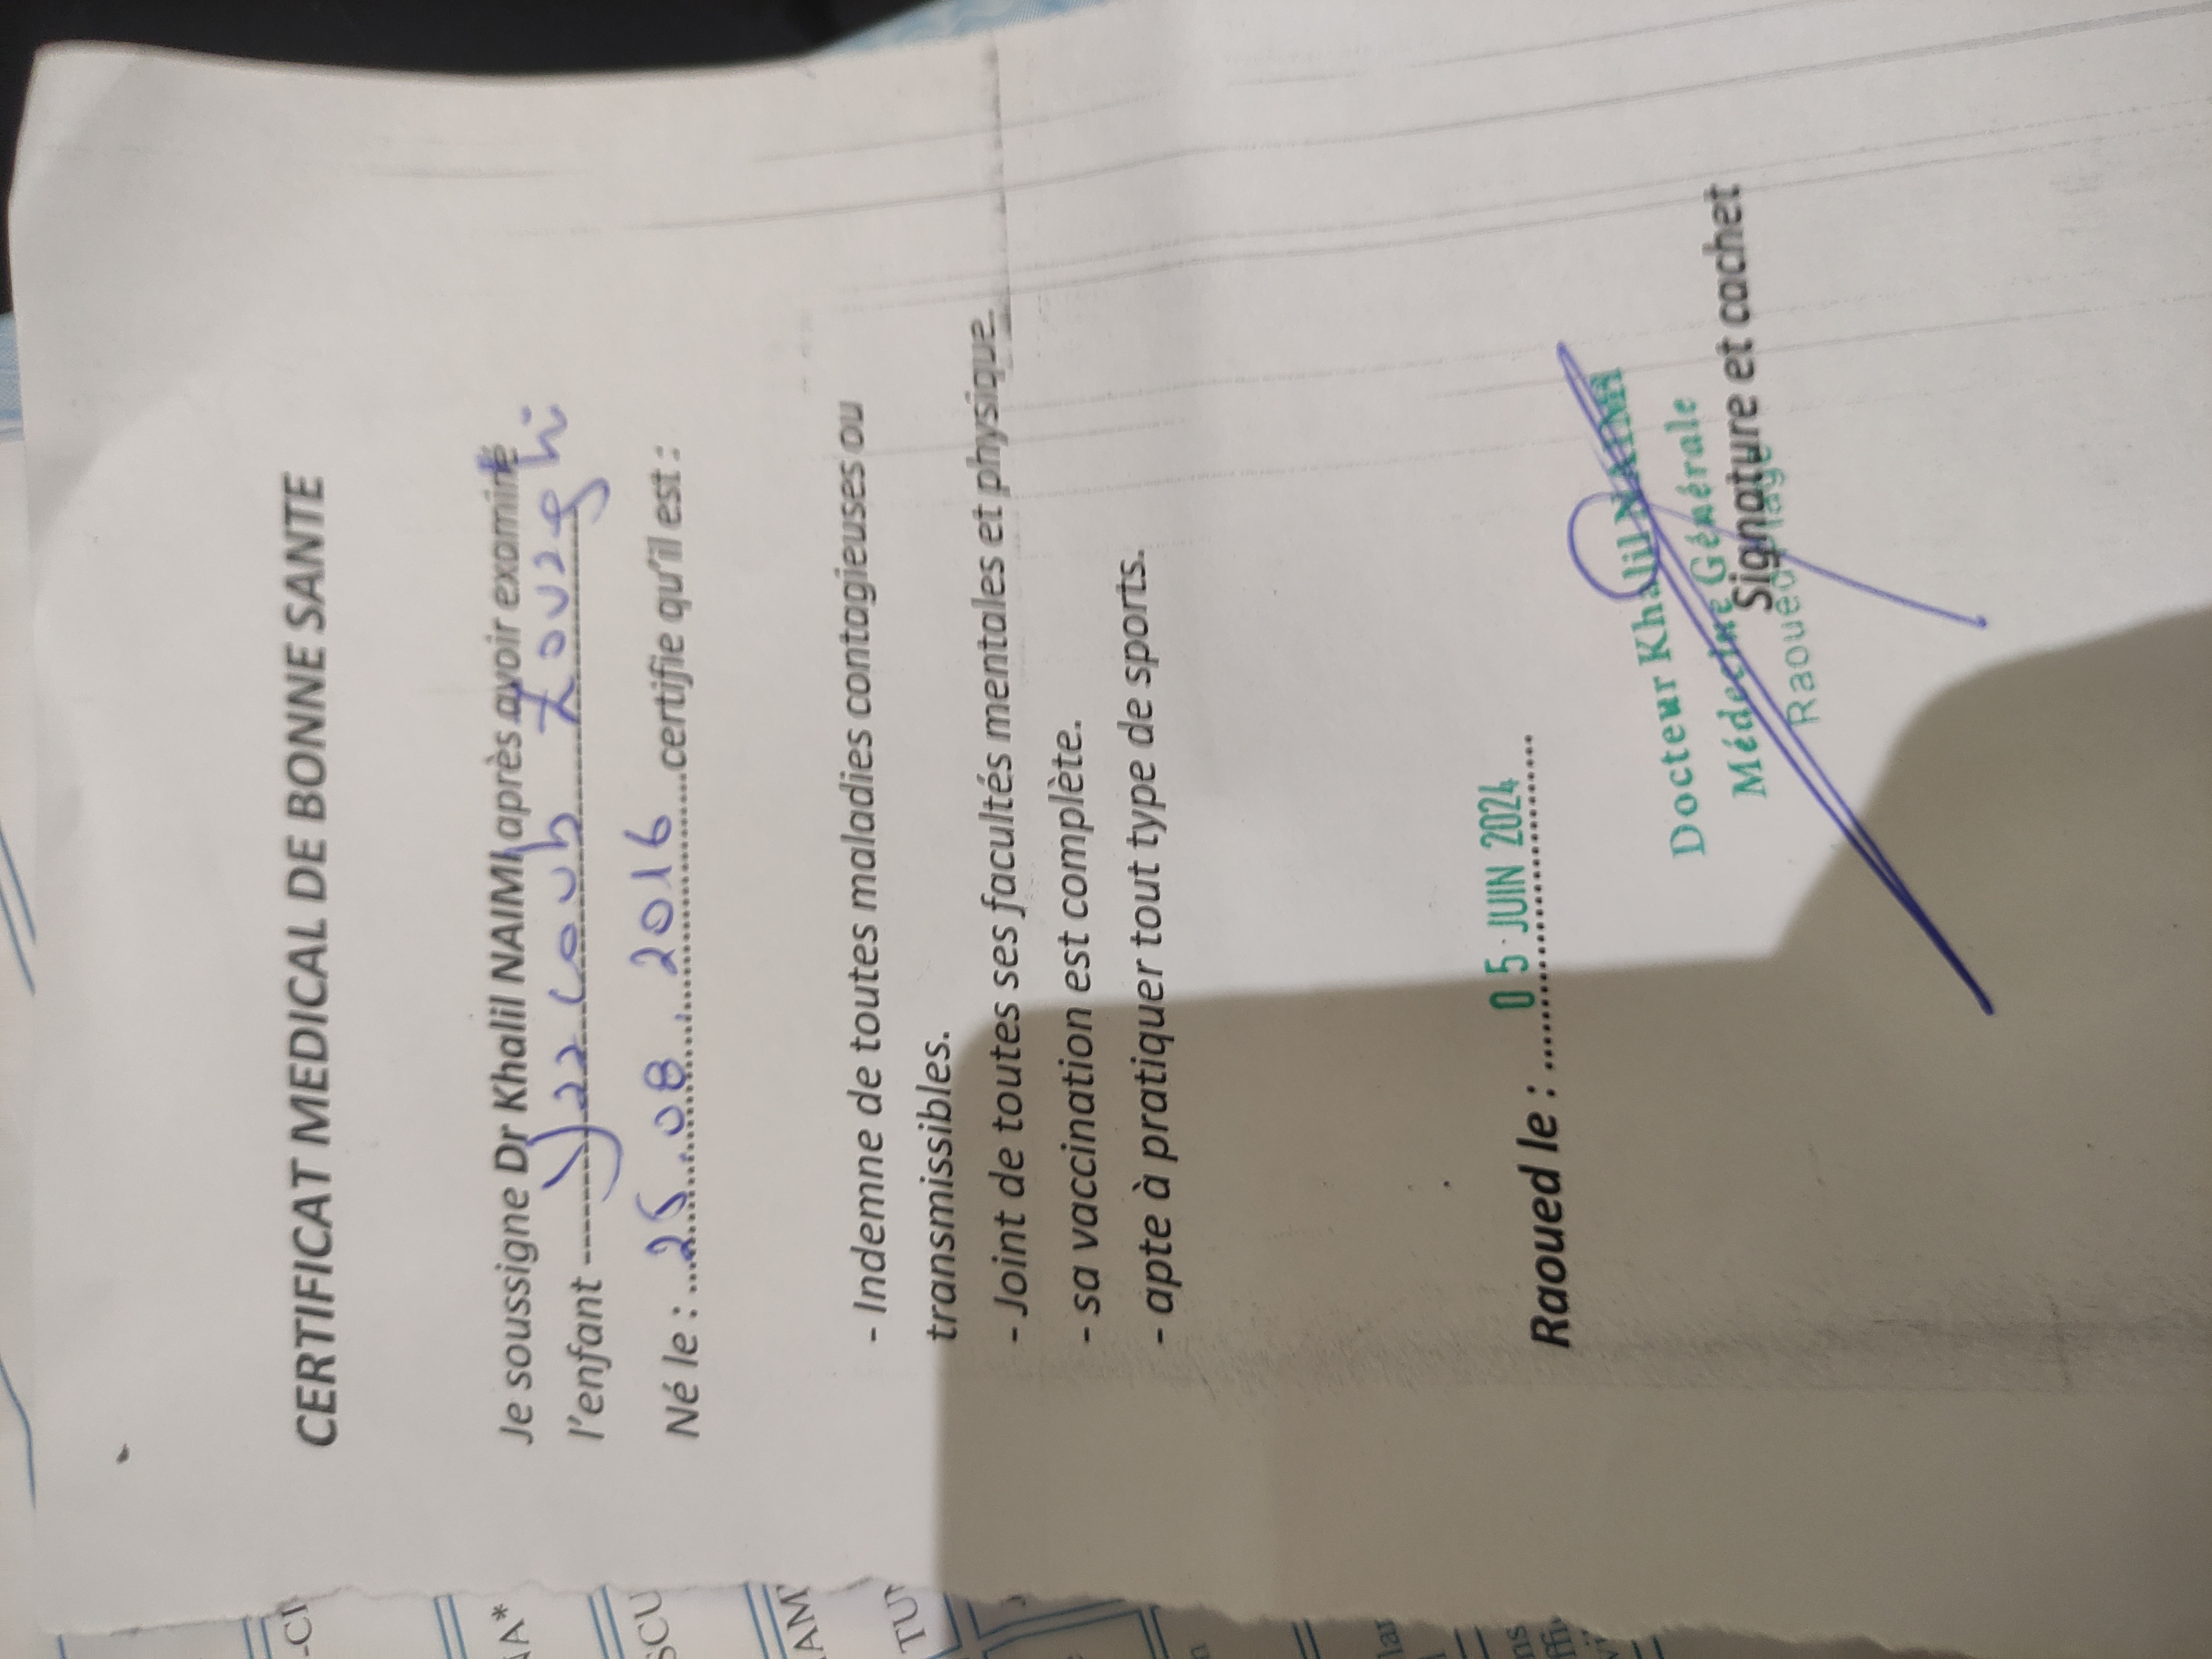 CERTIFICAT MEDICAL DE BONNE SANTE
Je soussigne Dr Khalil NAIMI après avoir examiné
l'enfant Zouaghi
Né le : 25 08 2016 certifie qu'il est :
- Indemne de toutes maladies contagieuses ou
transmissibles.
- Joint de toutes ses facultés mentales et physique.
- sa vaccination est complète.
- apte à pratiquer tout type de sports.
Raoued le : 05 JUIN 2024
Docteur Khalil NAIMI
Médecine Générale
Signature et cachet
Raoued Plage